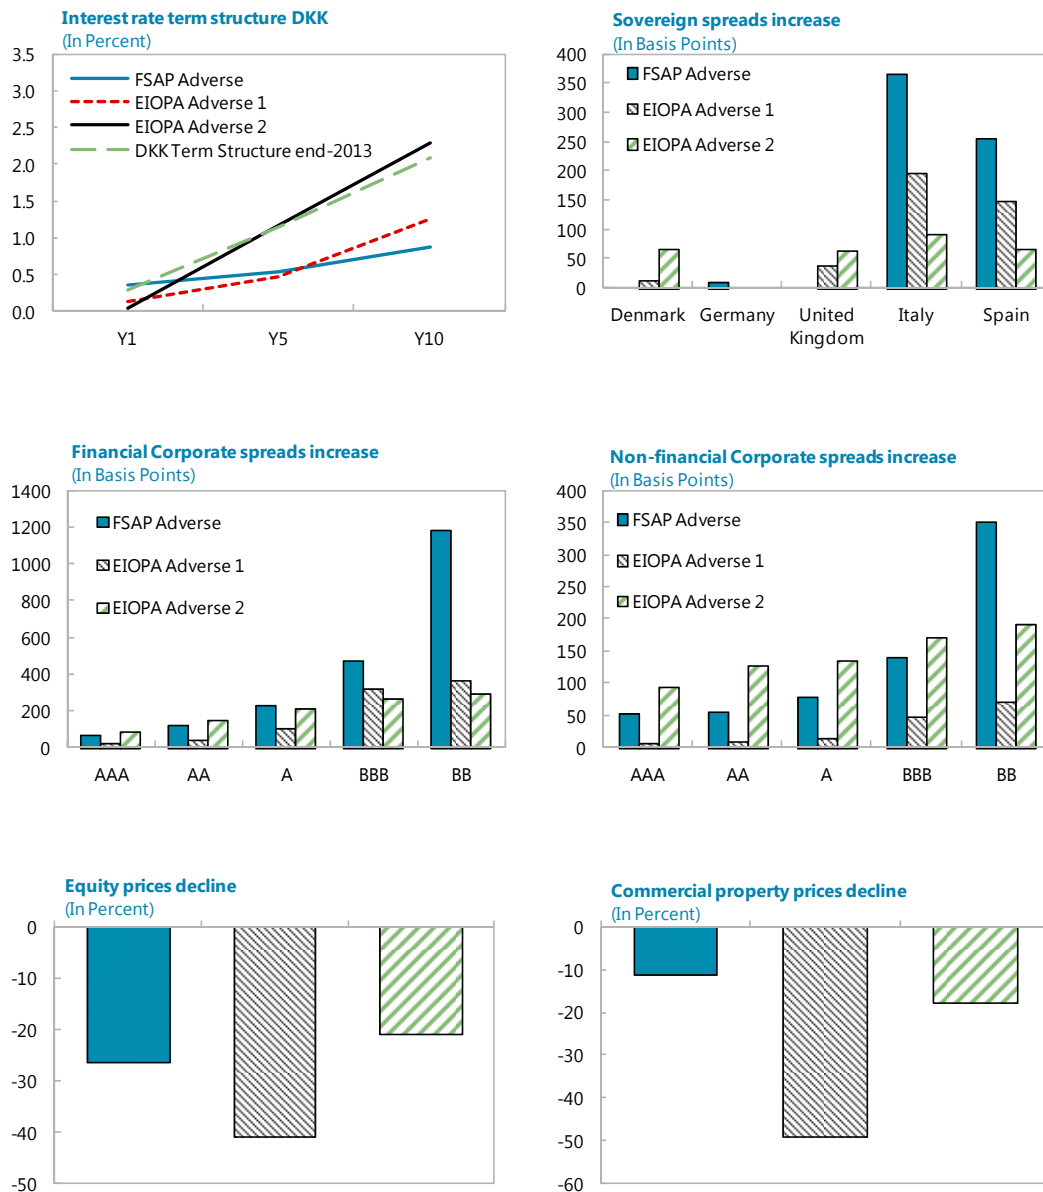 Interest rate term structure DKK
(In Percent)
3.5
3.0
2.5
2.0
1.5
1.0
0.5
0.0
FSAP Adverse
EIOPA Adverse 1
EIOPA Adverse 2
DKK Term Structure end-2013
Y1 Y5 Y10
Sovereign spreads increase
(In Basis Points)
400
350
300
250
200
150
100
50
0
FSAP Adverse
EIOPA Adverse 1
EIOPA Adverse 2
Denmark Germany United Italy Spain
Kingdom
Financial Corporate spreads increase
(In Basis Points)
1400
1200
1000
800
600
400
200
0
FSAP Adverse
EIOPA Adverse 1
EIOPA Adverse 2
AAA AA A BBB BB
Non-financial Corporate spreads increase
(In Basis Points)
400
350
300
250
200
150
100
50
0
FSAP Adverse
EIOPA Adverse 1
EIOPA Adverse 2
AAA AA A BBB BB
Equity prices decline
(In Percent)
0
-10
-20
-30
-40
-50
Commercial property prices decline
(In Percent)
0
-10
-20
-30
-40
-50
-60